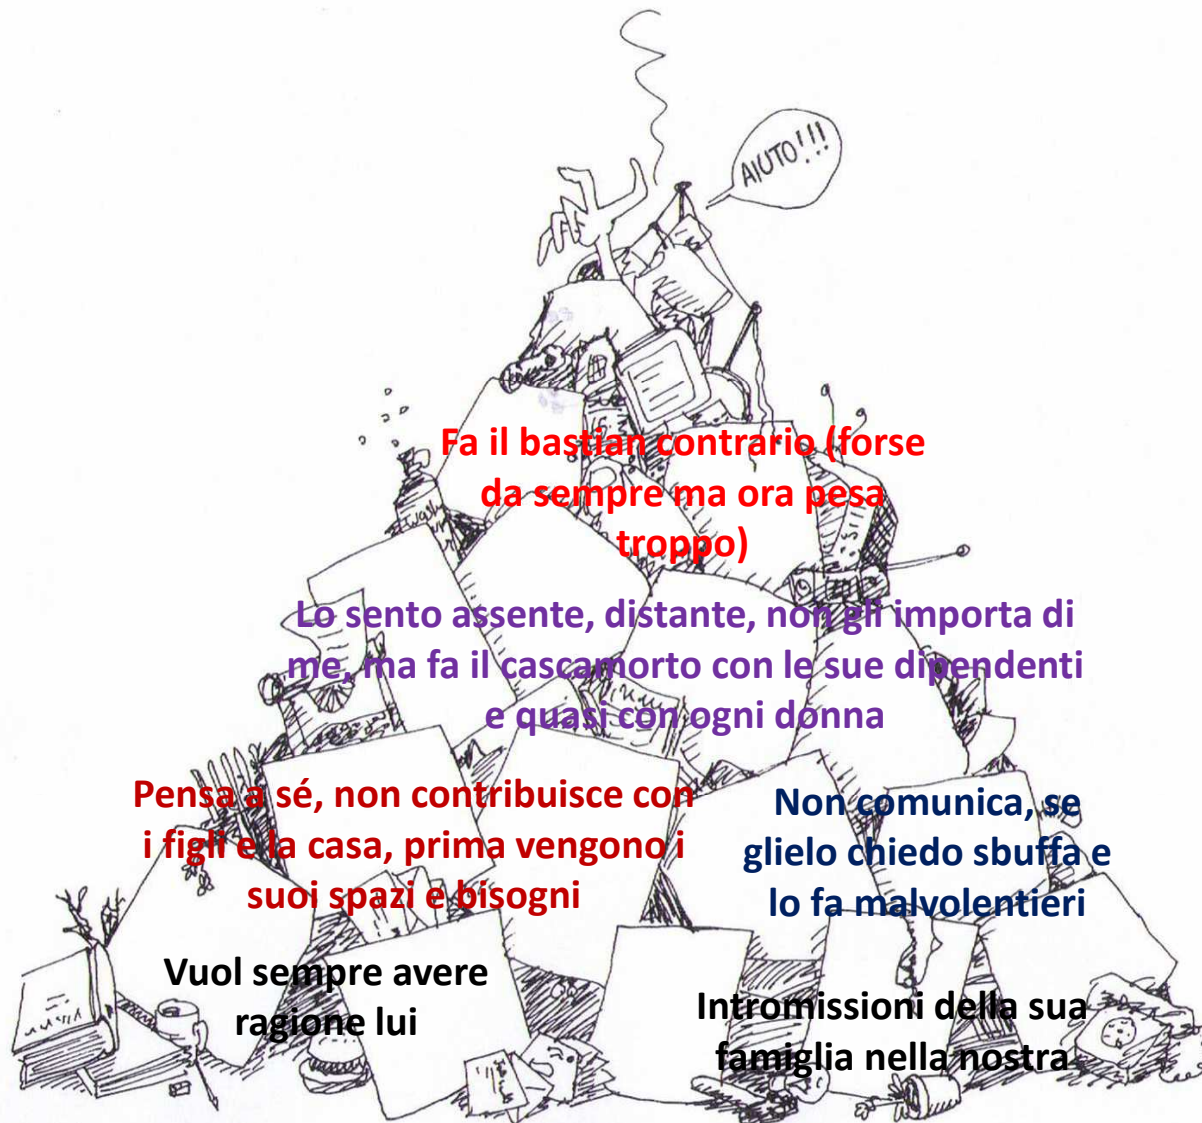 AIUTO!!!
Fa il bastian contrario (forse
da sempre ma ora pesa
troppo)
Lo sento assente, distante, non gli importa di
me, ma fa il cascamorto con le sue dipendenti
e quasi con ogni donna
Pensa a sé, non contribuisce con
i figli e la casa, prima vengono i
suoi spazi e bisogni
Non comunica, se
glielo chiedo sbuffa e
lo fa malvolentieri
Vuol sempre avere
ragione lui
Intromissioni della sua
famiglia nella nostra